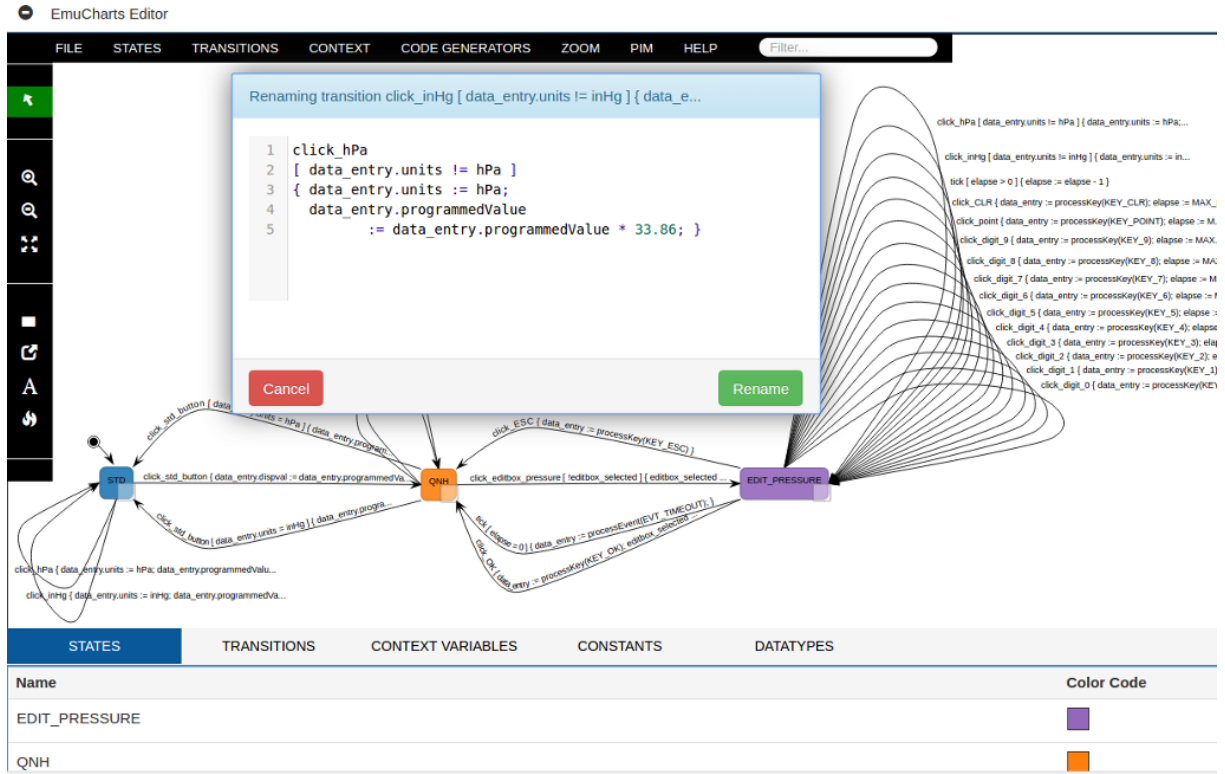 EmuCharts Editor
FILE STATES TRANSITIONS CONTEXT CODE GENERATORS ZOOM PIM HELP Filter...
Renaming transition click_inHg [ data_entry.units != inHg ] { data_e...
1 click_hPa
2 [ data_entry.units != hPa ]
3 { data_entry.units := hPa;
4 data_entry.programmedValue
5 := data_entry.programmedValue * 33.86; }
Cancel Rename
click_hPa [ data_entry.units != hPa ] { data_entry.units := hPa;...
click_inHg [ data_entry.units != inHg ] { data_entry.units := in...
tick [ elapse > 0 ] { elapse := elapse - 1 }
click_CLR { data_entry := processKey(KEY_CLR); elapse := MAX_
click_point { data_entry := processKey(KEY_POINT); elapse := M.
click_digit_9 { data_entry := processKey(KEY_9); elapse := MAX.
click_digit_8 { data_entry := processKey(KEY_8); elapse := MAX
click_digit_7 { data_entry := processKey(KEY_7); elapse := M
click_digit_6 { data_entry := processKey(KEY_6); elapse :=
click_digit_5 { data_entry := processKey(KEY_5); elapse :
click_digit_4 { data_entry := processKey(KEY_4); elapse
click_digit_3 { data_entry := processKey(KEY_3); elap
click_digit_2 { data_entry := processKey(KEY_2); e
click_digit_1 { data_entry := processKey(KEY_1)
click_digit_0 { data_entry := processKey(KEY
click_std_button [ data_ units = hPa ] { data_entry.program...
click_ESC { data_entry := processKey(KEY_ESC) }
STD
click_std_button { data_entry.dispval := data_entry.programmedVa...
QNH
click_editbox_pressure [ !editbox_selected ] { editbox_selected ...
EDIT_PRESSURE
click_std_button [ data_entry.units = inHg ] { data_entry.progra...
tick [ elapse = 0 ] { data_entry := processEvent(EVT_TIMEOUT); }
click_OK { data_entry := processKey(KEY_OK); editbox_selected ...
click_hPa { data_entry.units := hPa; data_entry.programmedValu...
click_inHg { data_entry.units := inHg; data_entry.programmedVa...
STATES TRANSITIONS CONTEXT VARIABLES CONSTANTS DATATYPES
Name Color Code
EDIT_PRESSURE
QNH